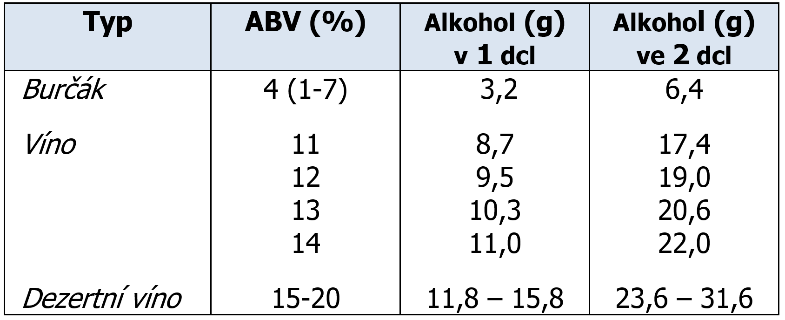 Typ ABV (%) Alkohol (g) v 1 dcl Alkohol (g) ve 2 dcl
Burčák 4 (1-7) 3,2 6,4
Víno 11 8,7 17,4
12 9,5 19,0
13 10,3 20,6
14 11,0 22,0
Dezertní víno 15-20 11,8 – 15,8 23,6 – 31,6